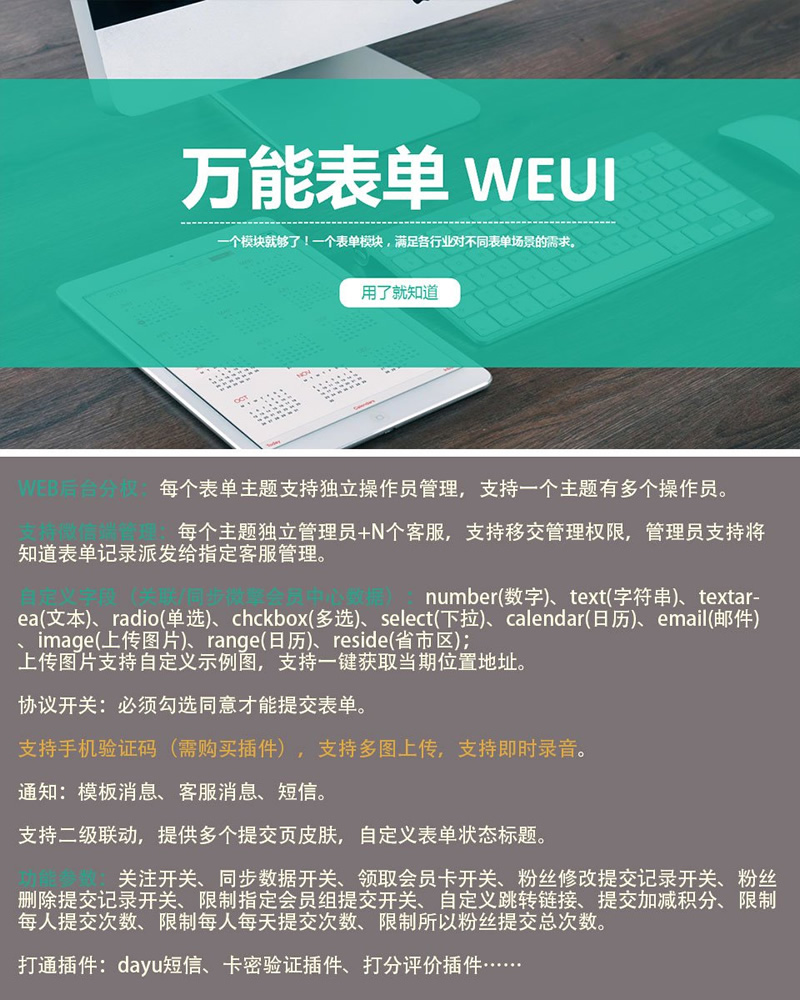 万能表单 WEUI
一个模块就够了！一个表单模块，满足各行业对不同表单场景的需求。
用了就知道
OCT
Today
Calendars
WEB后台分权：每个表单主题支持独立操作员管理，支持一个主题有多个操作员。
支持微信端管理：每个主题独立管理员+N个客服，支持移交管理权限，管理员支持将
知道表单记录派发给指定客服管理。
自定义字段（关联/同步微擎会员中心数据）：number(数字)、text(字符串)、textar-
ea(文本)、radio(单选)、chckbox(多选)、select(下拉)、calendar(日历)、email(邮件)
、image(上传图片)、range(日历)、reside(省市区)；
上传图片支持自定义示例图，支持一键获取当期位置地址。
协议开关：必须勾选同意才能提交表单。
支持手机验证码（需购买插件），支持多图上传，支持即时录音。
通知：模板消息、客服消息、短信。
支持二级联动，提供多个提交页皮肤，自定义表单状态标题。
功能参数：关注开关、同步数据开关、领取会员卡开关、粉丝修改提交记录开关、粉丝
删除提交记录开关、限制指定会员组提交开关、自定义跳转链接、提交加减积分、限制
每人提交次数、限制每人每天提交次数、限制所以粉丝提交总次数。
打通插件：dayu短信、卡密验证插件、打分评价插件……